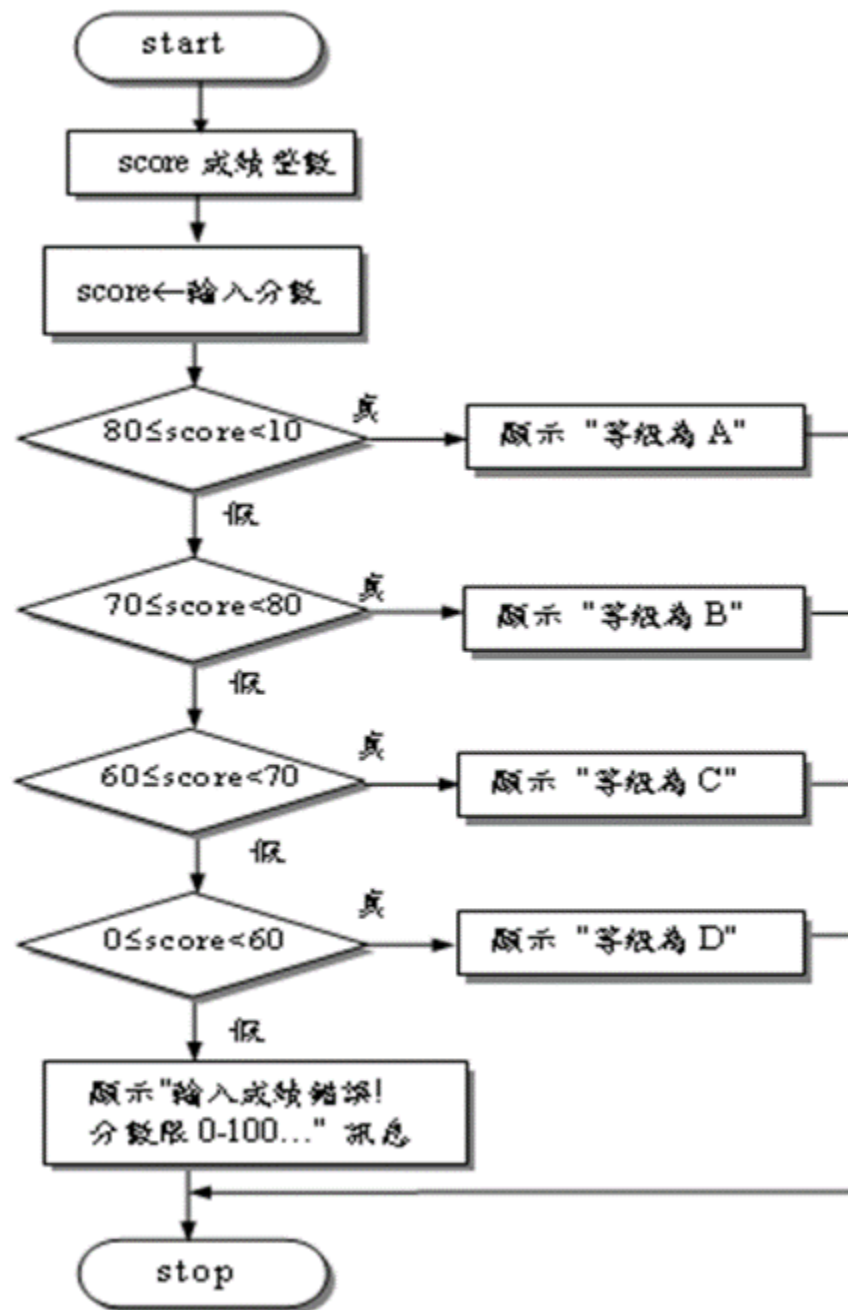 start
score 成績整數
score←輸入分數
80≤score<10
真
顯示 "等級為 A"
假
70≤score<80
真
顯示 "等級為 B"
假
60≤score<70
真
顯示 "等級為 C"
假
0≤score<60
真
顯示 "等級為 D"
假
顯示"輸入成績錯誤!
分數限 0-100..." 訊息
stop